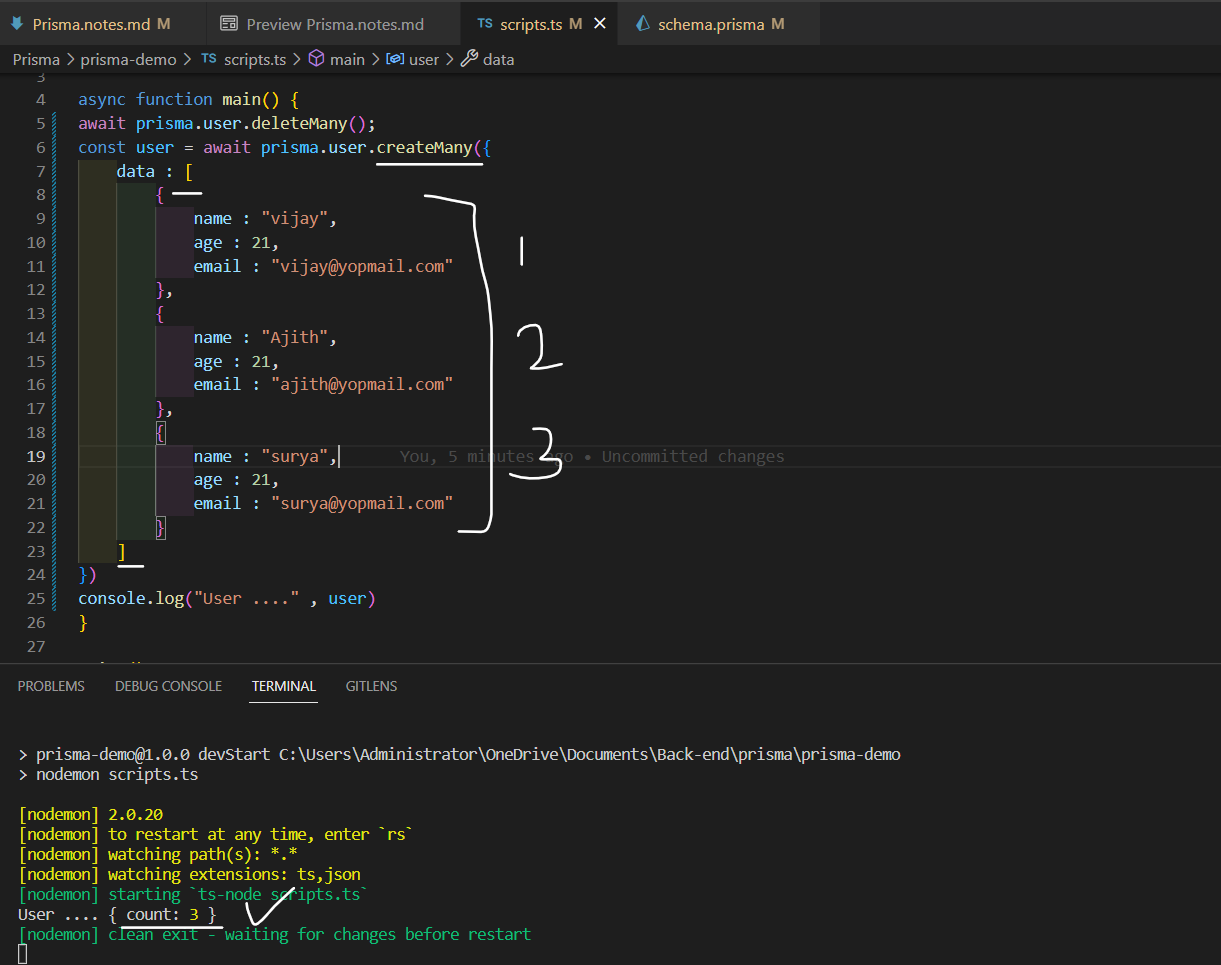 Prisma.notes.md M Preview Prisma.notes.md TS scripts.ts M × schema.prisma M
Prisma > prisma-demo > TS scripts.ts > main > user > data
3
4 async function main() {
5 await prisma.user.deleteMany();
6 const user = await prisma.user.createMany({
7 data : [
8 {
9 name : "vijay",
10 age : 21,
11 email : "vijay@yopmail.com"
12 },
13 {
14 name : "Ajith",
15 age : 21,
16 email : "ajith@yopmail.com"
17 },
18 {
19 name : "surya", You, 5 minutes ago • Uncommitted changes
20 age : 21,
21 email : "surya@yopmail.com"
22 }
23 ]
24 })
25 console.log("User ...." , user)
26 }
27
1
2
3
PROBLEMS DEBUG CONSOLE TERMINAL GITLENS
> prisma-demo@1.0.0 devStart C:\Users\Administrator\OneDrive\Documents\Back-end\prisma\prisma-demo
> nodemon scripts.ts
[nodemon] 2.0.20
[nodemon] to restart at any time, enter `rs`
[nodemon] watching path(s): *.*
[nodemon] watching extensions: ts,json
[nodemon] starting `ts-node scripts.ts`
User .... { count: 3 }
[nodemon] clean exit - waiting for changes before restart